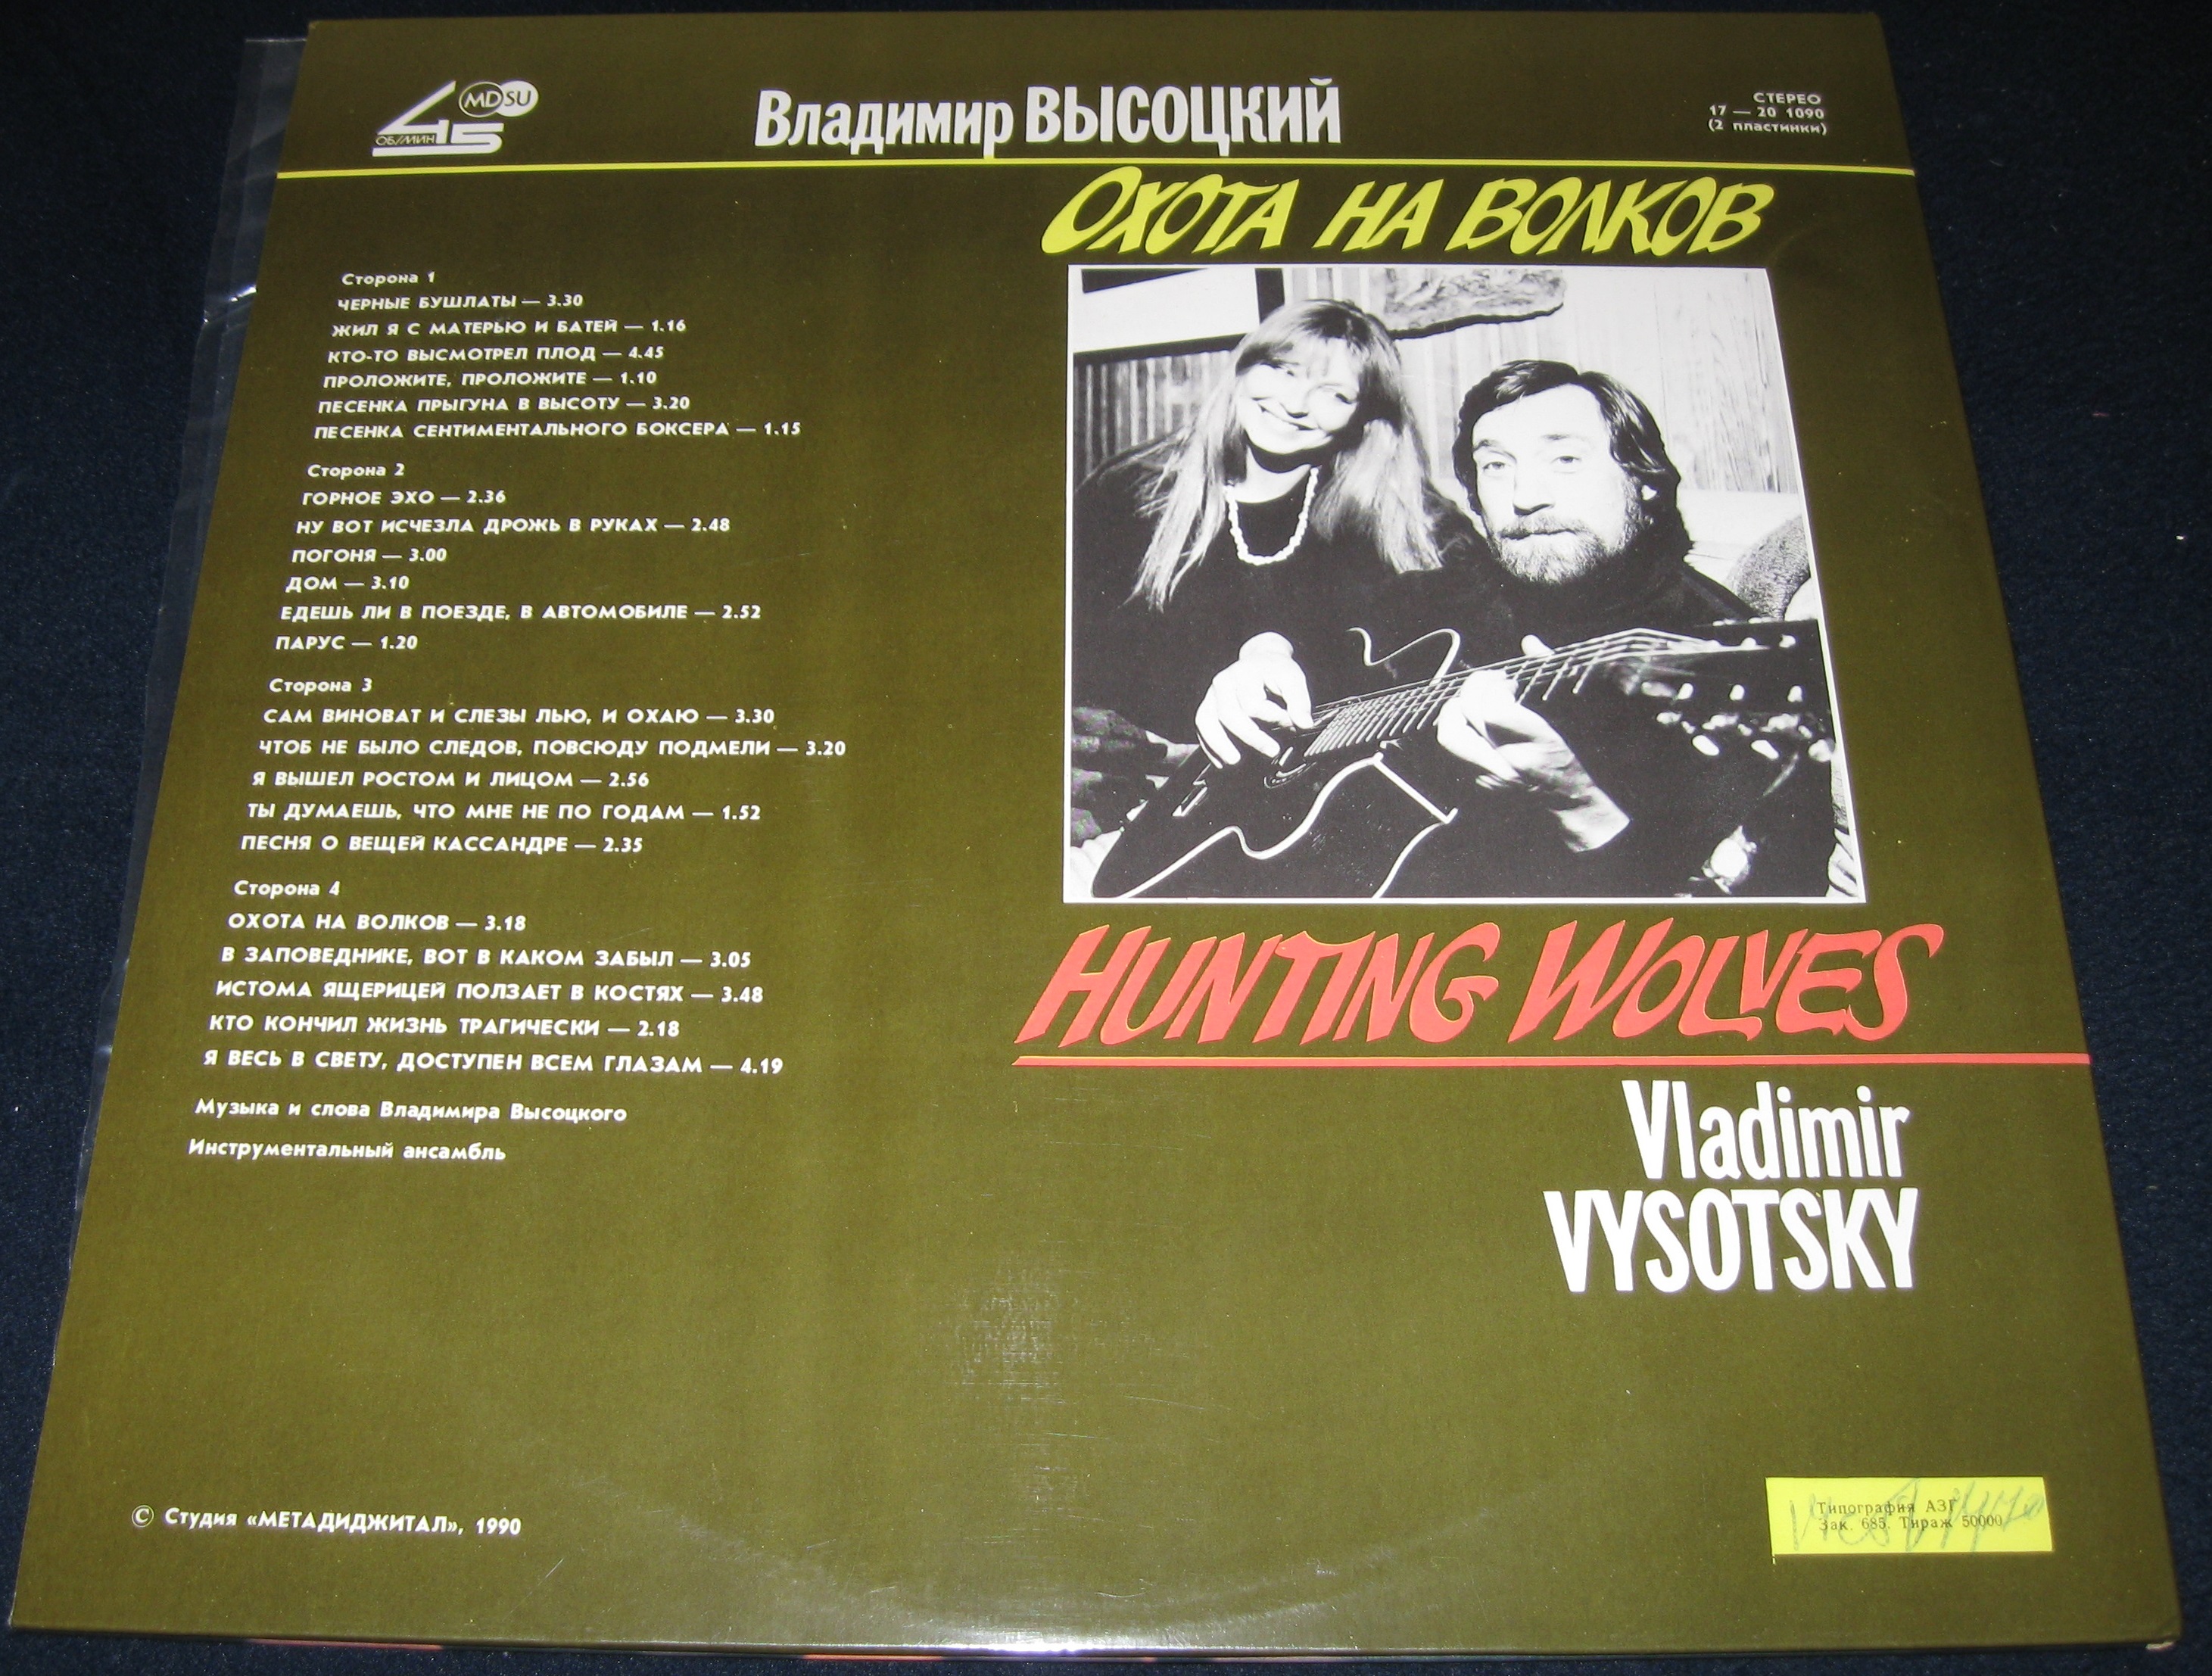 MDSU
45
ОБ/МИН
Владимир ВЫСОЦКИЙ
СТЕРЕО
17 — 20 1090
(2 пластинки)
ОХОТА НА ВОЛКОВ
Сторона 1
ЧЕРНЫЕ БУШЛАТЫ — 3.30
ЖИЛ Я С МАТЕРЬЮ И БАТЕЙ — 1.16
КТО-ТО ВЫСМОТРЕЛ ПЛОД — 4.45
ПРОЛОЖИТЕ, ПРОЛОЖИТЕ — 1.10
ПЕСЕНКА ПРЫГУНА В ВЫСОТУ — 3.20
ПЕСЕНКА СЕНТИМЕНТАЛЬНОГО БОКСЕРА — 1.15
Сторона 2
ГОРНОЕ ЭХО — 2.36
НУ ВОТ ИСЧЕЗЛА ДРОЖЬ В РУКАХ — 2.48
ПОГОНЯ — 3.00
ДОМ — 3.10
ЕДЕШЬ ЛИ В ПОЕЗДЕ, В АВТОМОБИЛЕ — 2.52
ПАРУС — 1.20
Сторона 3
САМ ВИНОВАТ И СЛЕЗЫ ЛЬЮ, И ОХАЮ — 3.30
ЧТОБ НЕ БЫЛО СЛЕДОВ, ПОВСЮДУ ПОДМЕЛИ — 3.20
Я ВЫШЕЛ РОСТОМ И ЛИЦОМ — 2.56
ТЫ ДУМАЕШЬ, ЧТО МНЕ НЕ ПО ГОДАМ — 1.52
ПЕСНЯ О ВЕЩЕЙ КАССАНДРЕ — 2.35
Сторона 4
ОХОТА НА ВОЛКОВ — 3.18
В ЗАПОВЕДНИКЕ, ВОТ В КАКОМ ЗАБЫЛ — 3.05
ИСТОМА ЯЩЕРИЦЕЙ ПОЛЗАЕТ В КОСТЯХ — 3.48
КТО КОНЧИЛ ЖИЗНЬ ТРАГИЧЕСКИ — 2.18
Я ВЕСЬ В СВЕТУ, ДОСТУПЕН ВСЕМ ГЛАЗАМ — 4.19
Музыка и слова Владимира Высоцкого
Инструментальный ансамбль
HUNTING WOLVES
Vladimir
VYSOTSKY
© Студия «МЕТАДИДЖИТАЛ», 1990
Типография АЗГ
Зак. 685. Тираж 50000